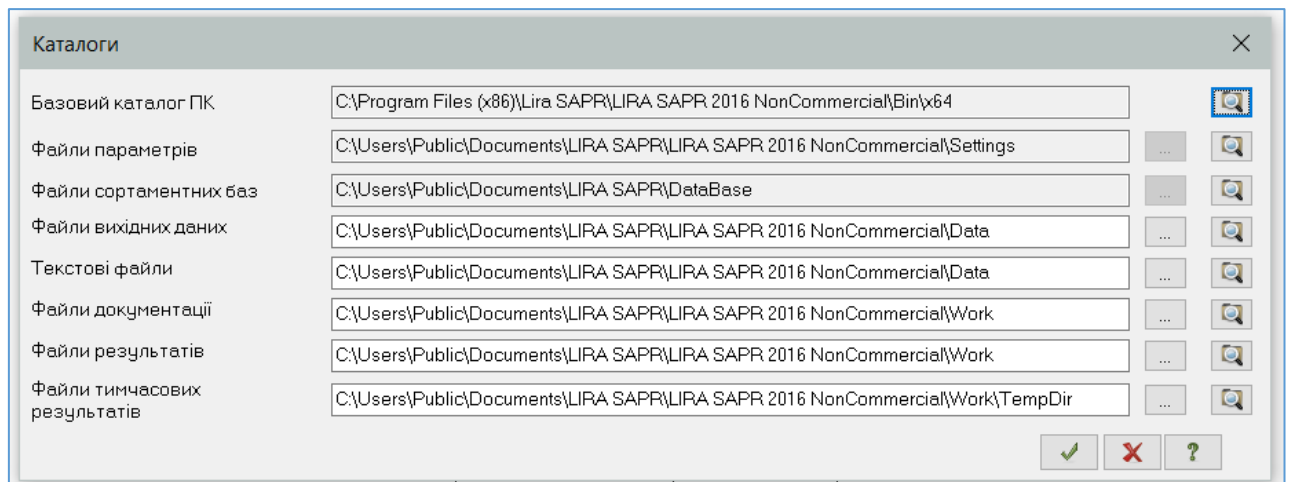 Каталоги
Базовий каталог ПК C:\Program Files (x86)\Lira SAPR\LIRA SAPR 2016 NonCommercial\Bin\x64
Файли параметрів C:\Users\Public\Documents\LIRA SAPR\LIRA SAPR 2016 NonCommercial\Settings ...
Файли сортаментних баз C:\Users\Public\Documents\LIRA SAPR\DataBase ...
Файли вихідних даних C:\Users\Public\Documents\LIRA SAPR\LIRA SAPR 2016 NonCommercial\Data ...
Текстові файли C:\Users\Public\Documents\LIRA SAPR\LIRA SAPR 2016 NonCommercial\Data ...
Файли документації C:\Users\Public\Documents\LIRA SAPR\LIRA SAPR 2016 NonCommercial\Work ...
Файли результатів C:\Users\Public\Documents\LIRA SAPR\LIRA SAPR 2016 NonCommercial\Work ...
Файли тимчасових
результатів C:\Users\Public\Documents\LIRA SAPR\LIRA SAPR 2016 NonCommercial\Work\TempDir ...
?